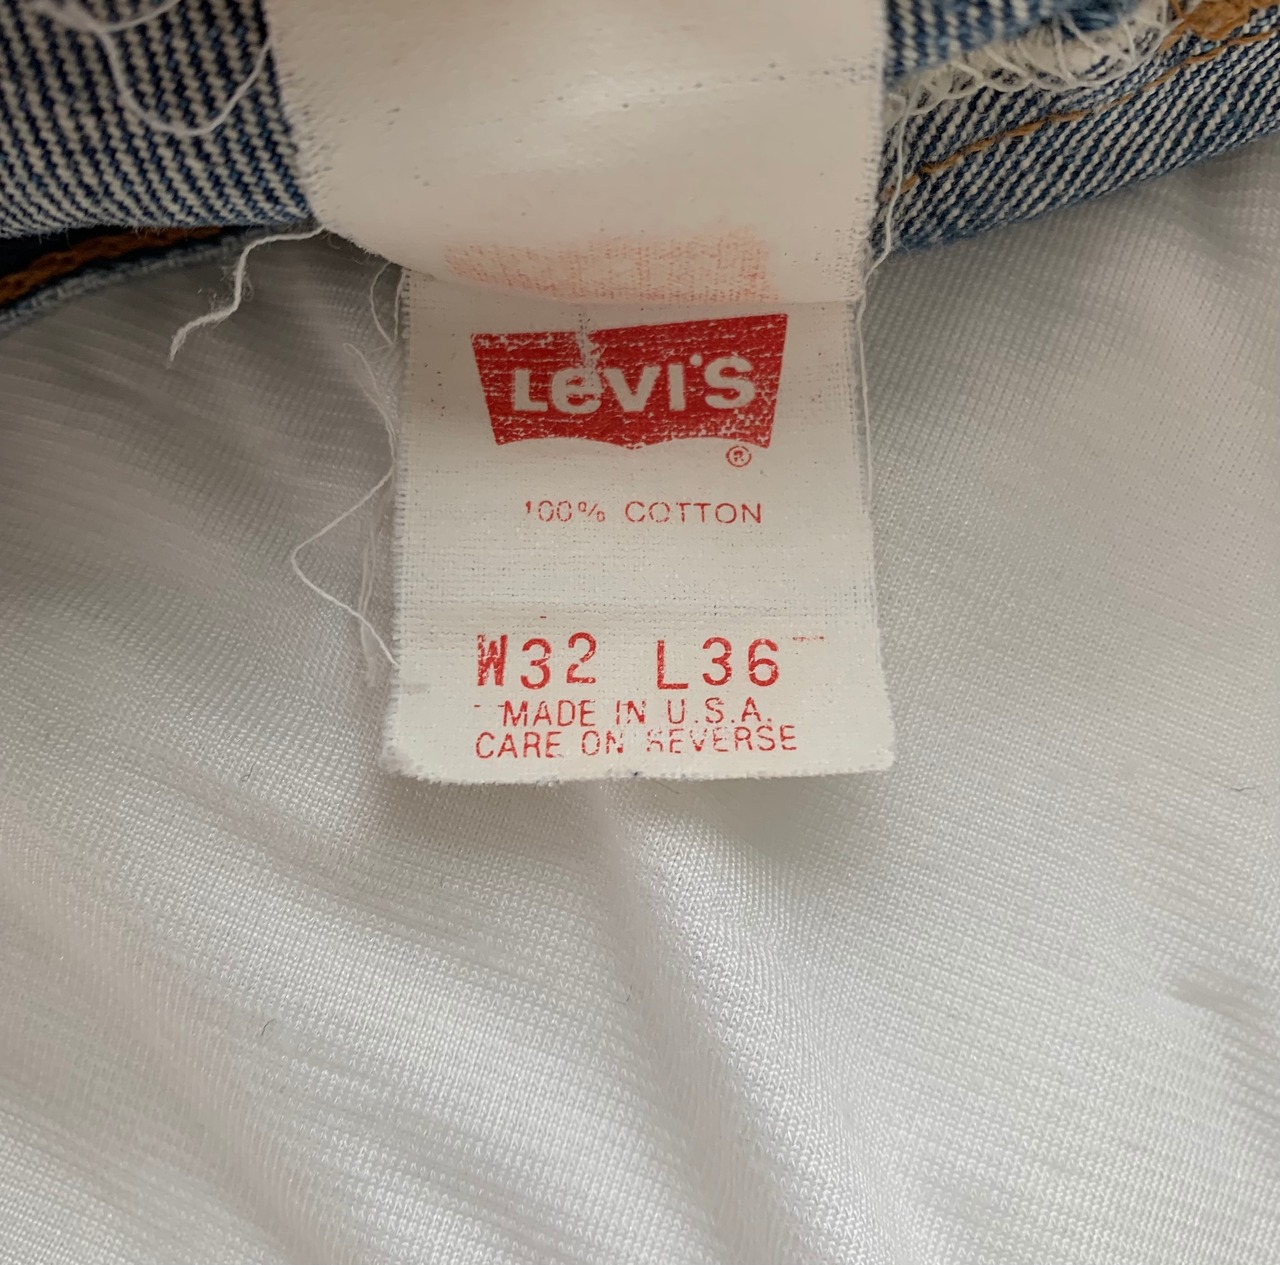 Levi's
®
100% COTTON
W32 L36
MADE IN U.S.A.
CARE ON REVERSE